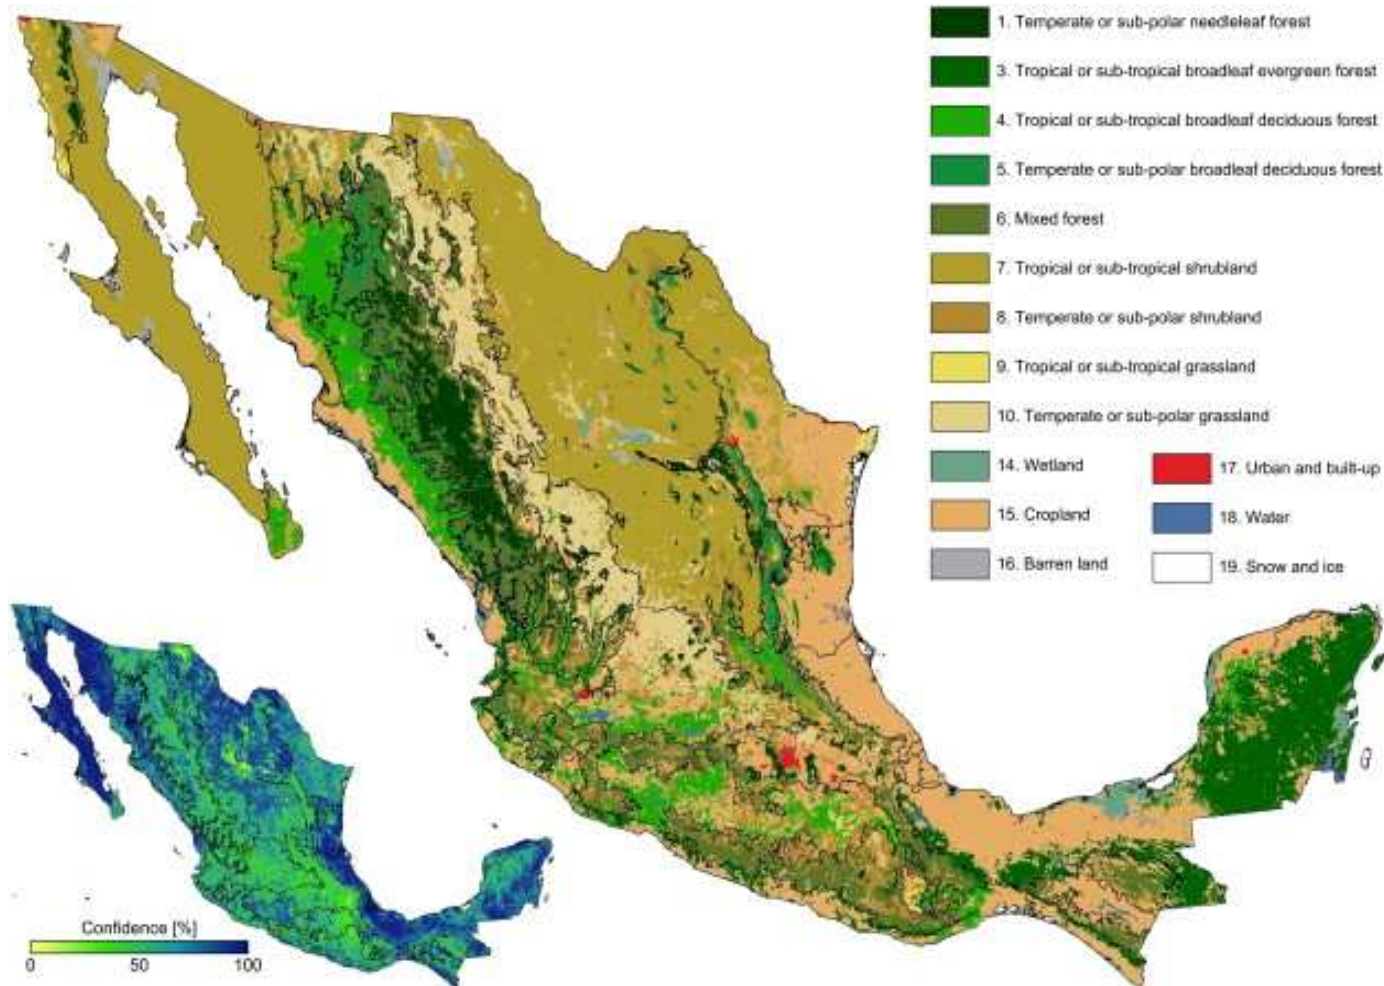 1. Temperate or sub-polar needleleaf forest
3. Tropical or sub-tropical broadleaf evergreen forest
4. Tropical or sub-tropical broadleaf deciduous forest
5. Temperate or sub-polar broadleaf deciduous forest
6. Mixed forest
7. Tropical or sub-tropical shrubland
8. Temperate or sub-polar shrubland
9. Tropical or sub-tropical grassland
10. Temperate or sub-polar grassland
14. Wetland
15. Cropland
16. Barren land
17. Urban and built-up
18. Water
19. Snow and ice
Confidence [%]
0 50 100